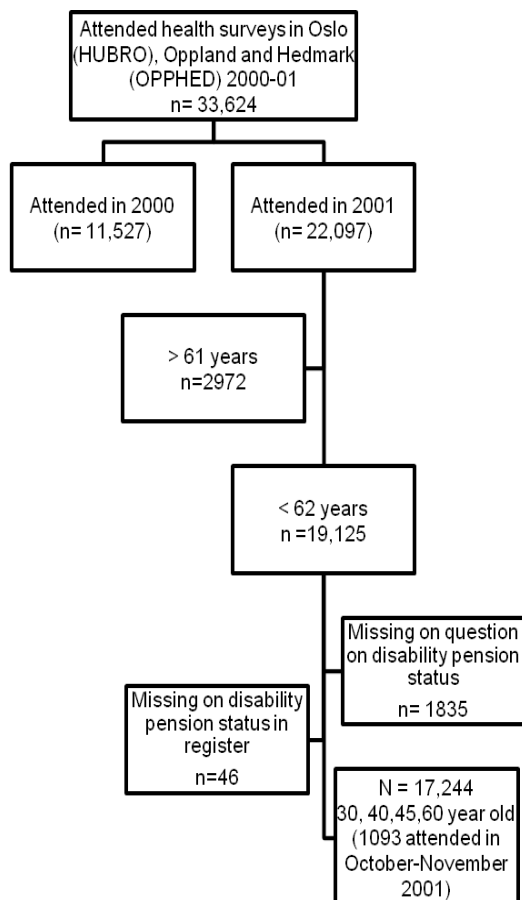 Attended health surveys in Oslo
(HUBRO), Oppland and Hedmark
(OPPHED) 2000-01
n= 33,624
Attended in 2000
(n= 11,527)
Attended in 2001
(n= 22,097)
> 61 years
n=2972
< 62 years
n =19,125
Missing on question
on disability pension
status
n= 1835
Missing on disability
pension status in
register
n=46
N = 17,244
30, 40,45,60 year old
(1093 attended in
October-November
2001)